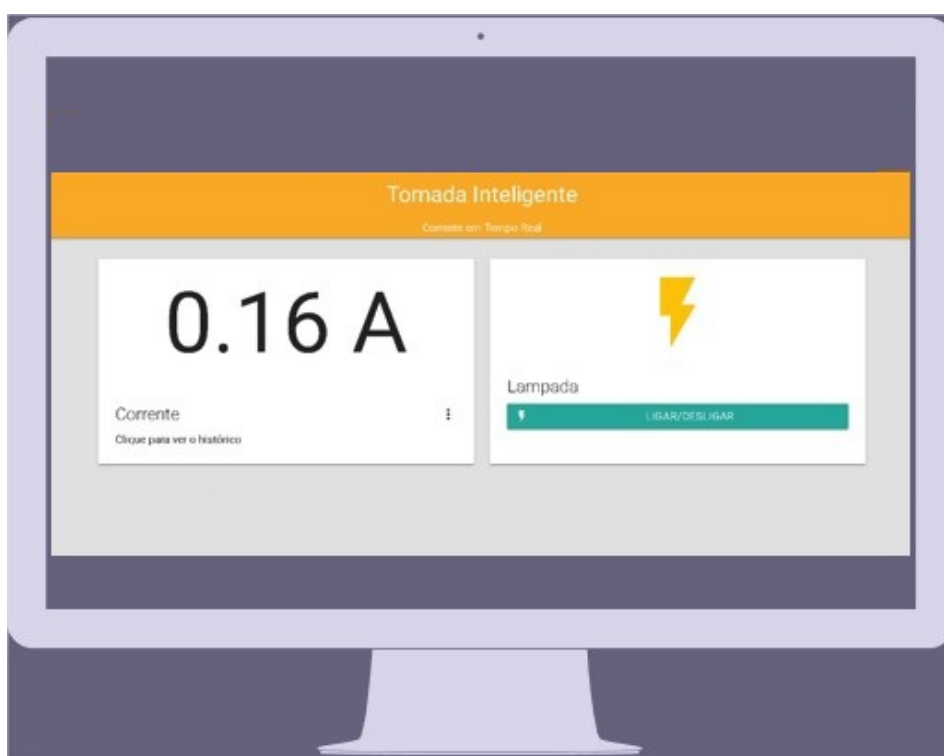 Tomada Inteligente
Corrente em Tempo Real
0.16 A
Corrente
Clique para ver o histórico
Lampada
LIGAR/DESLIGAR